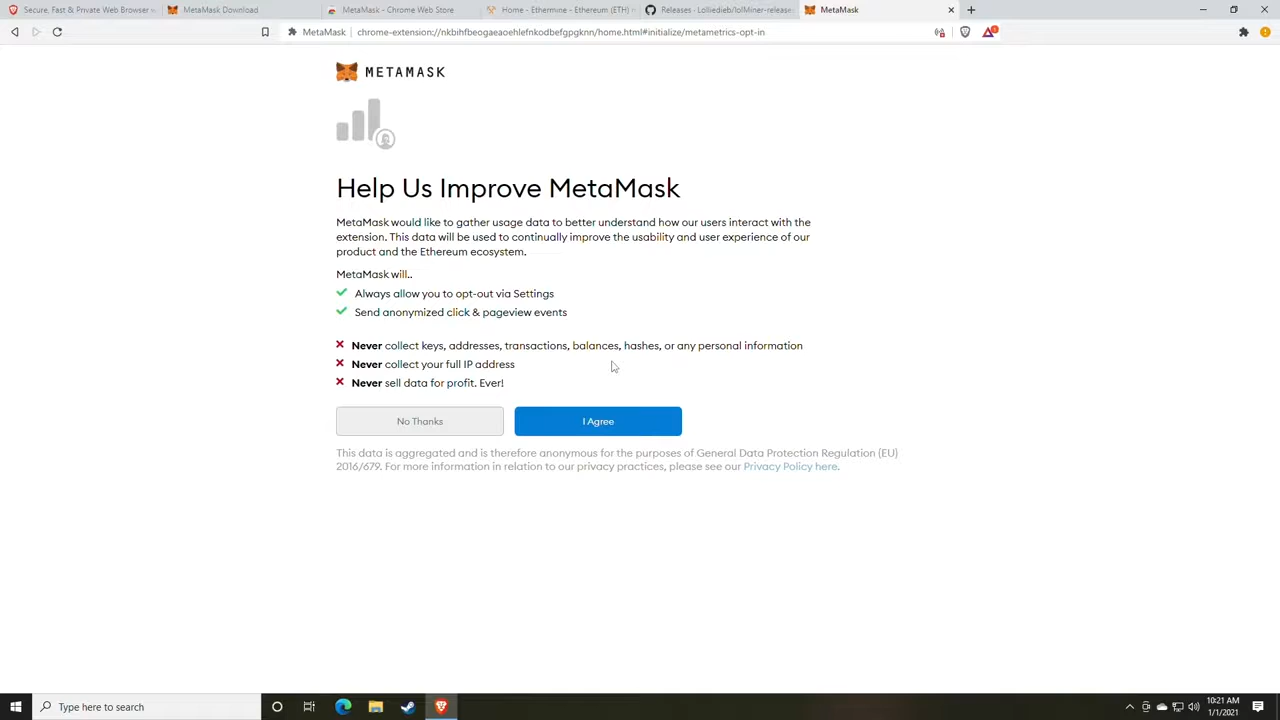 Secure, Fast & Private Web Browser
MetaMask Download
MetaMask - Chrome Web Store
Home - Ethermine - Ethereum (ETH)
Releases · Lolliedieb/lolMiner-release
MetaMask
MetaMask
chrome-extension://nkbihfbeogaeaoehlefnkodbefgpgknn/home.html#initialize/metametrics-opt-in
METAMASK
Help Us Improve MetaMask
MetaMask would like to gather usage data to better understand how our users interact with the
extension. This data will be used to continually improve the usability and user experience of our
product and the Ethereum ecosystem.
MetaMask will..
Always allow you to opt-out via Settings
Send anonymized click & pageview events
Never collect keys, addresses, transactions, balances, hashes, or any personal information
Never collect your full IP address
Never sell data for profit. Ever!
No Thanks
I Agree
This data is aggregated and is therefore anonymous for the purposes of General Data Protection Regulation (EU)
2016/679. For more information in relation to our privacy practices, please see our Privacy Policy here.
Type here to search
10:21 AM
1/1/2021